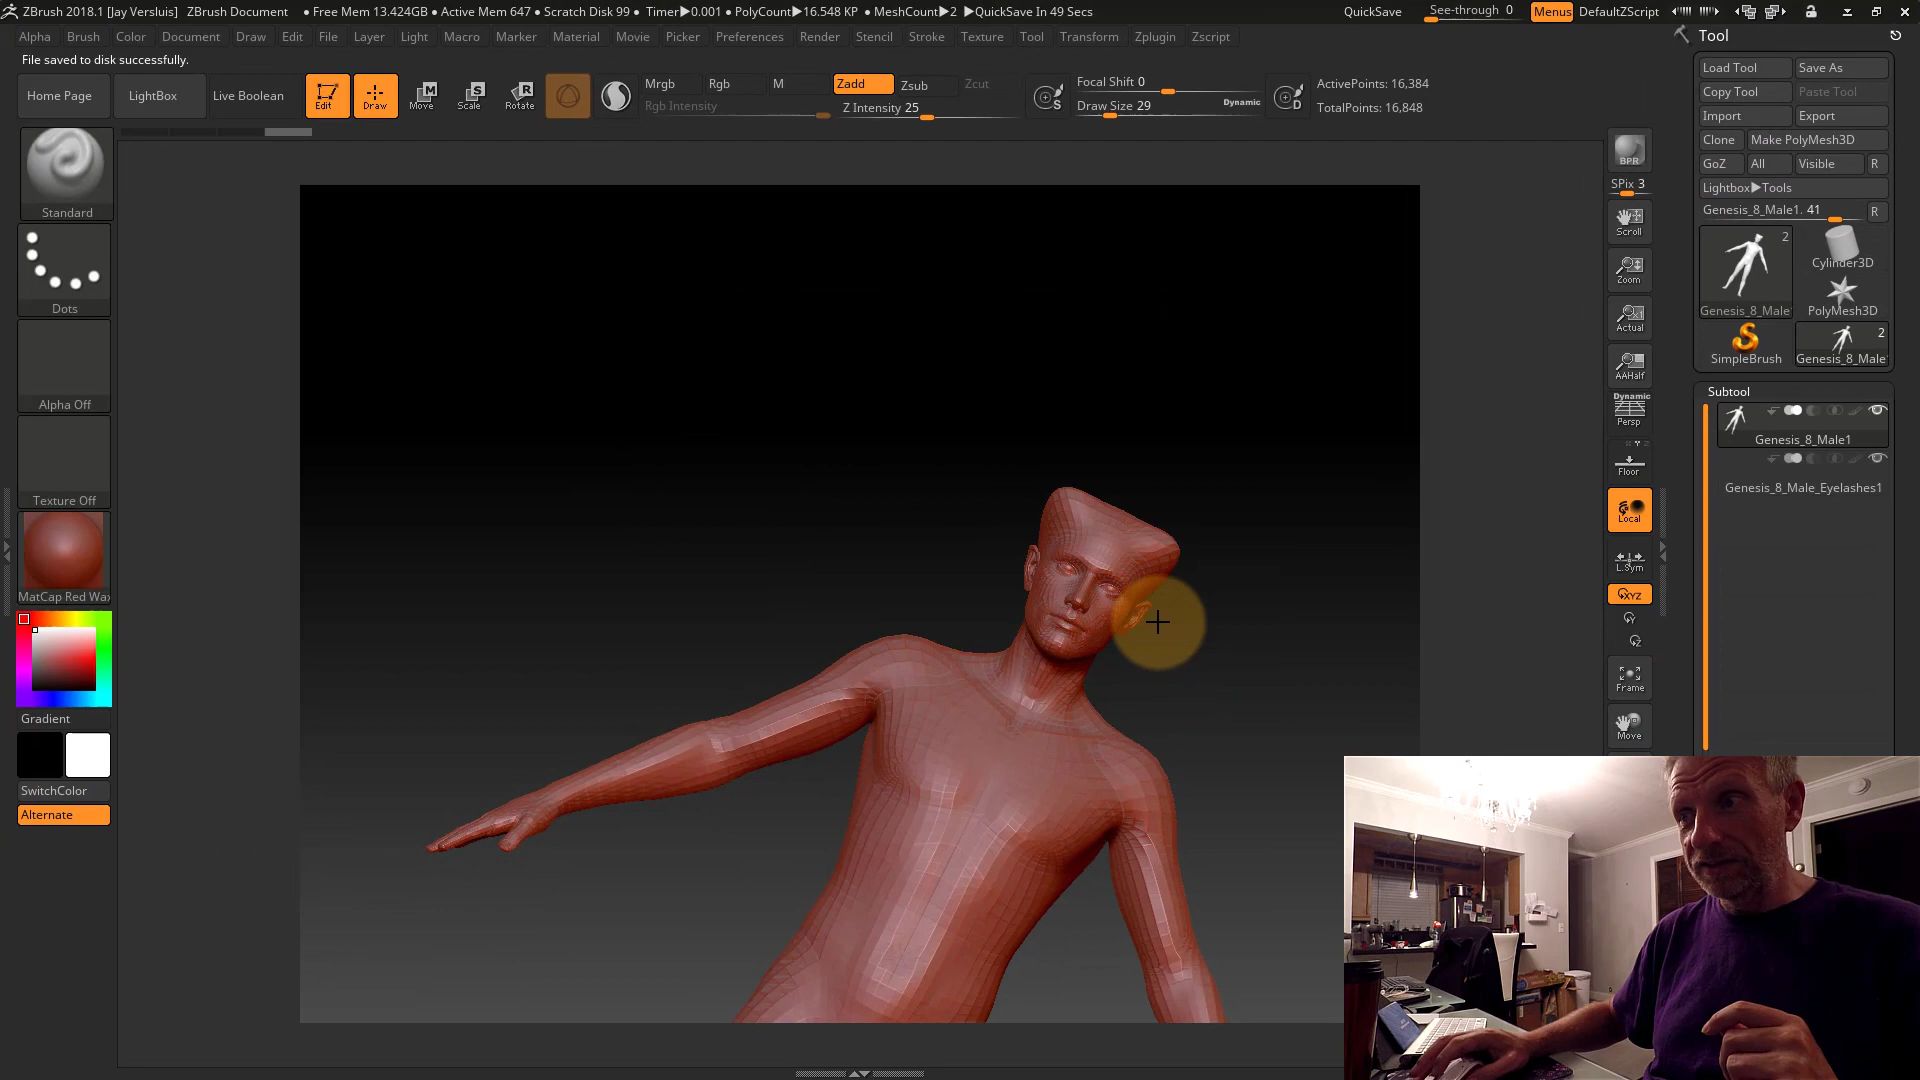 ZBrush 2018.1 [Jay Versluis] ZBrush Document ● Free Mem 13.424GB ● Active Mem 647 ● Scratch Disk 99 ● Timer▶0.001 ● PolyCount▶16.548 KP ● MeshCount▶2 ▶QuickSave In 49 Secs QuickSave See-through 0 Menus DefaultZScript
Alpha Brush Color Document Draw Edit File Layer Light Macro Marker Material Movie Picker Preferences Render Stencil Stroke Texture Tool Transform Zplugin Zscript
File saved to disk successfully.
Home Page LightBox Live Boolean Edit Draw Move Scale Rotate
Mrgb Rgb M Zadd Zsub Zcut
Rgb Intensity Z Intensity 25
Focal Shift 0
Draw Size 29 Dynamic
ActivePoints: 16,384
TotalPoints: 16,848
Standard
Dots
Alpha Off
Texture Off
MatCap Red Wax
Gradient
SwitchColor
Alternate
BPR
SPix 3
Scroll
Zoom
Actual
AAHalf
Dynamic
Persp
Floor
Local
L.Sym
XYZ
Frame
Move
Tool
Load Tool Save As
Copy Tool Paste Tool
Import Export
Clone Make PolyMesh3D
GoZ All Visible R
Lightbox▶Tools
Genesis_8_Male1. 41 R
2
Genesis_8_Male
Cylinder3D
PolyMesh3D
SimpleBrush
2
Genesis_8_Male
Subtool
Genesis_8_Male1
Genesis_8_Male_Eyelashes1